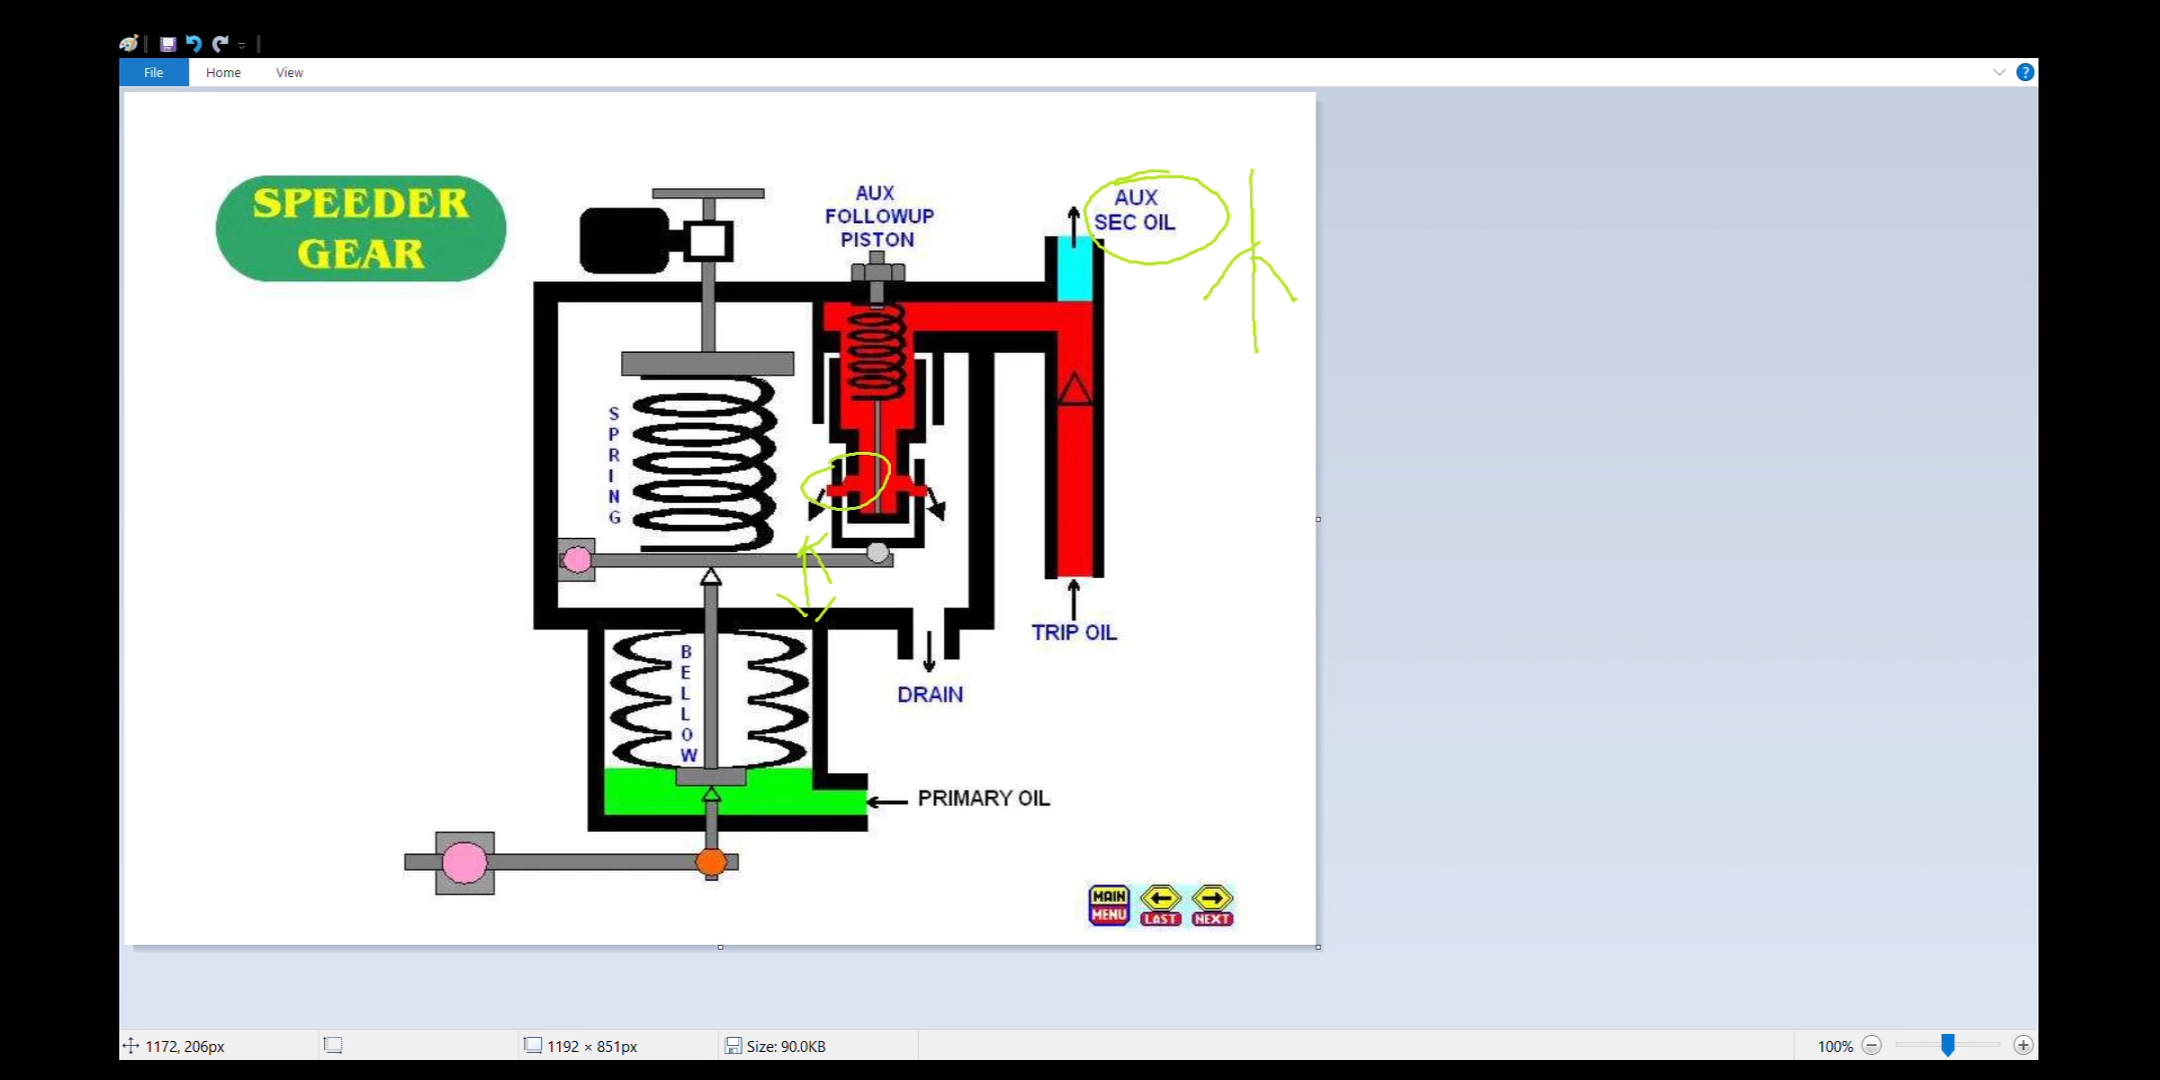 File Home View
SPEEDER
GEAR
AUX
FOLLOWUP
PISTON
AUX
SEC OIL
SPRING
TRIP OIL
BELLOW
DRAIN
PRIMARY OIL
MAIN
MENU
LAST
NEXT
1172, 206px
1192 × 851px
Size: 90.0KB
100%